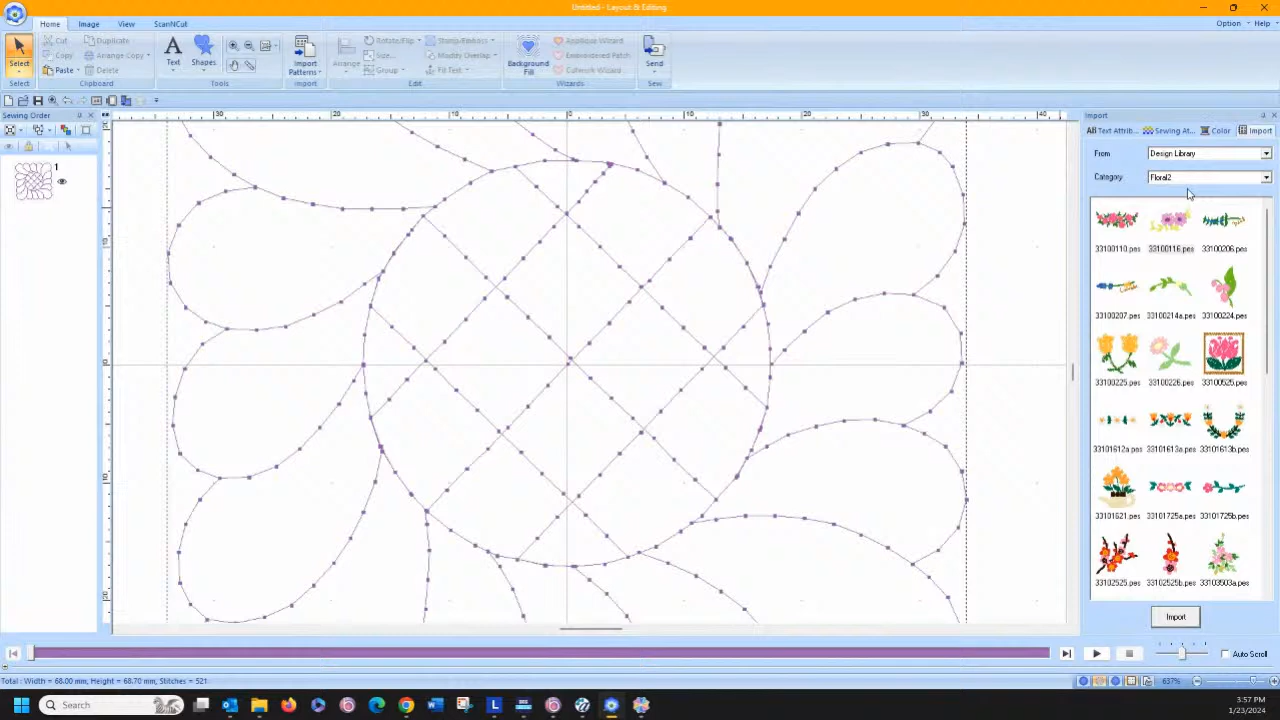 Untitled - Layout & Editing
Home Image View ScanNCut Option Help
Cut Duplicate Rotate/Flip Stamp/Emboss Applique Wizard
Copy Arrange Copy Size... Modify Overlap Embroidered Patch
Select Paste Delete Text Shapes Import Patterns Arrange Group Fit Text Background Fill Cutwork Wizard Send
Select Clipboard Tools Import Edit Wizards Sew
Sewing Order
Import
Text Attrib... Sewing At... Color Import
From Design Library
Category: Floral2
1
33100110.pes 33100116.pes 33100206.pes
33100207.pes 33100214a.pes 33100224.pes
33100225.pes 33100226.pes 33100525.pes
33101612a.pes 33101613a.pes 33101613b.pes
33101621.pes 33101725a.pes 33101725b.pes
33102525.pes 33102525b.pes 33103503a.pes
Import
Auto Scroll
Total : Width = 68.00 mm, Height = 68.70 mm, Stitches = 521
637%
Search
3:57 PM
1/23/2024